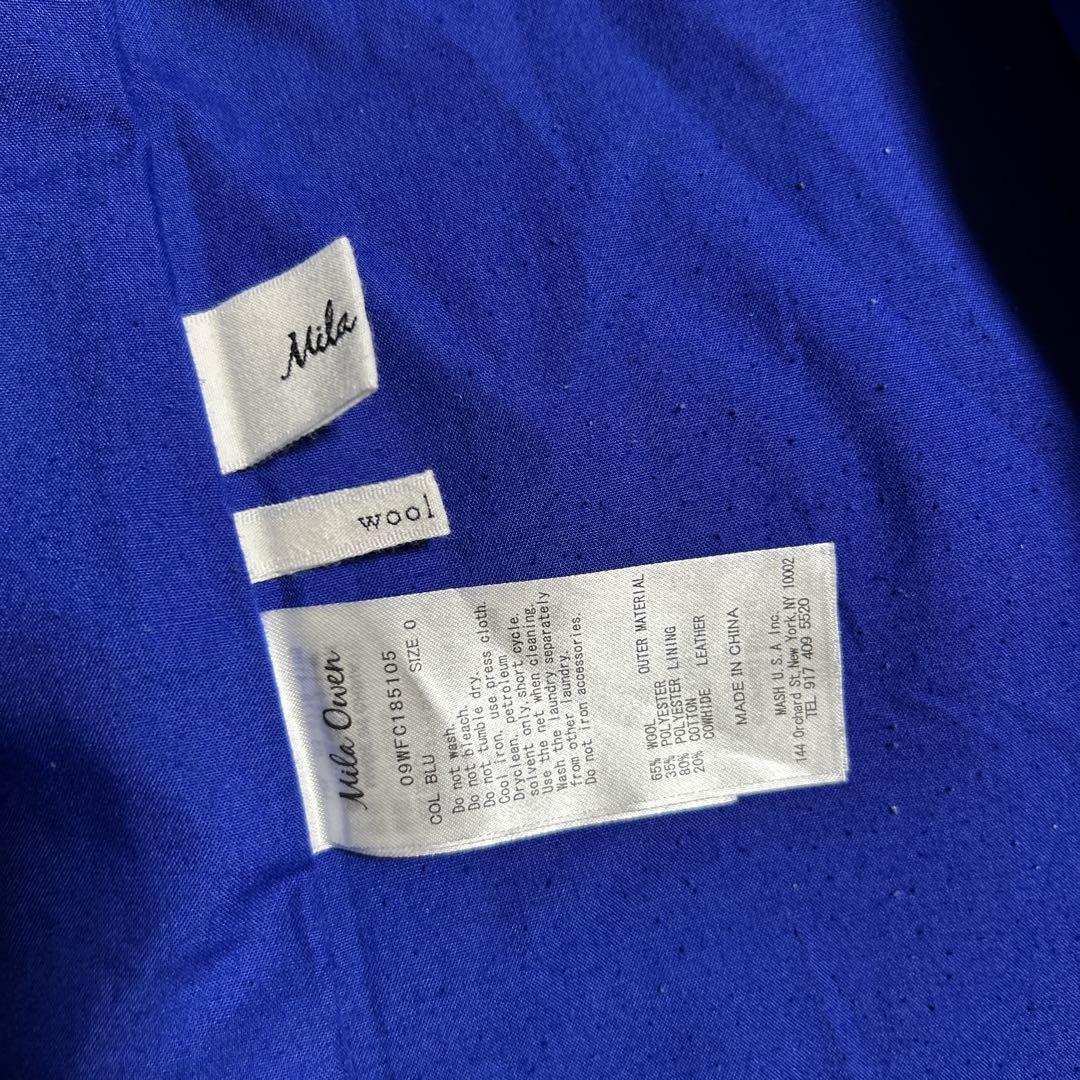 Mila
wool
Mila Owen
09WFC185105
COL BLU SIZE 0
Do not wash.
Do not bleach.
Do not tumble dry.
Cool iron, use press cloth.
Dryclean, petroleum
solvent only. short cycle.
Use the net when cleaning.
Wash the laundry separately
from other laundry.
Do not iron accessories.
OUTER MATERIAL
65% WOOL
35% POLYESTER
80% POLYESTER LINING
20% COTTON
COWHIDE LEATHER
MADE IN CHINA
MASH U.S.A Inc.
144 Orchard St. New York, NY 10002
TEL 917 409 5520